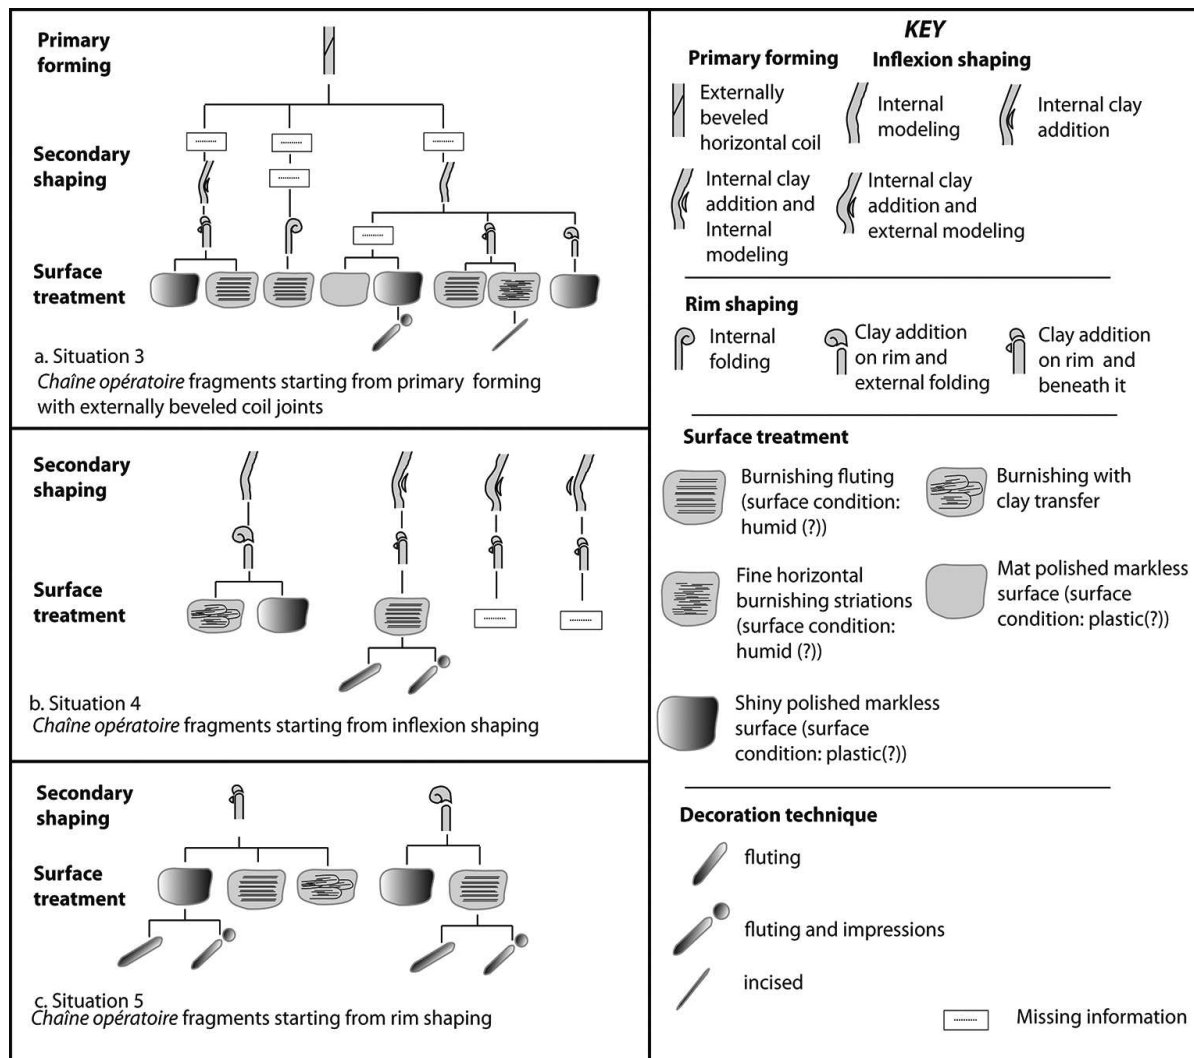 Primary
forming
Secondary
shaping
Surface
treatment
a. Situation 3
Chaîne opératoire fragments starting from primary forming
with externally beveled coil joints
Secondary
shaping
Surface
treatment
b. Situation 4
Chaîne opératoire fragments starting from inflexion shaping
Secondary
shaping
Surface
treatment
c. Situation 5
Chaîne opératoire fragments starting from rim shaping
KEY
Primary forming
Externally
beveled
horizontal coil
Inflexion shaping
Internal
modeling
Internal clay
addition
Internal clay
addition and
Internal
modeling
Internal clay
addition and
external modeling
Rim shaping
Internal
folding
Clay addition
on rim and
external folding
Clay addition
on rim and
beneath it
Surface treatment
Burnishing fluting
(surface condition:
humid (?))
Burnishing with
clay transfer
Fine horizontal
burnishing striations
(surface condition:
humid (?))
Mat polished markless
surface (surface
condition: plastic(?))
Shiny polished markless
surface (surface
condition: plastic(?))
Decoration technique
fluting
fluting and impressions
incised
Missing information